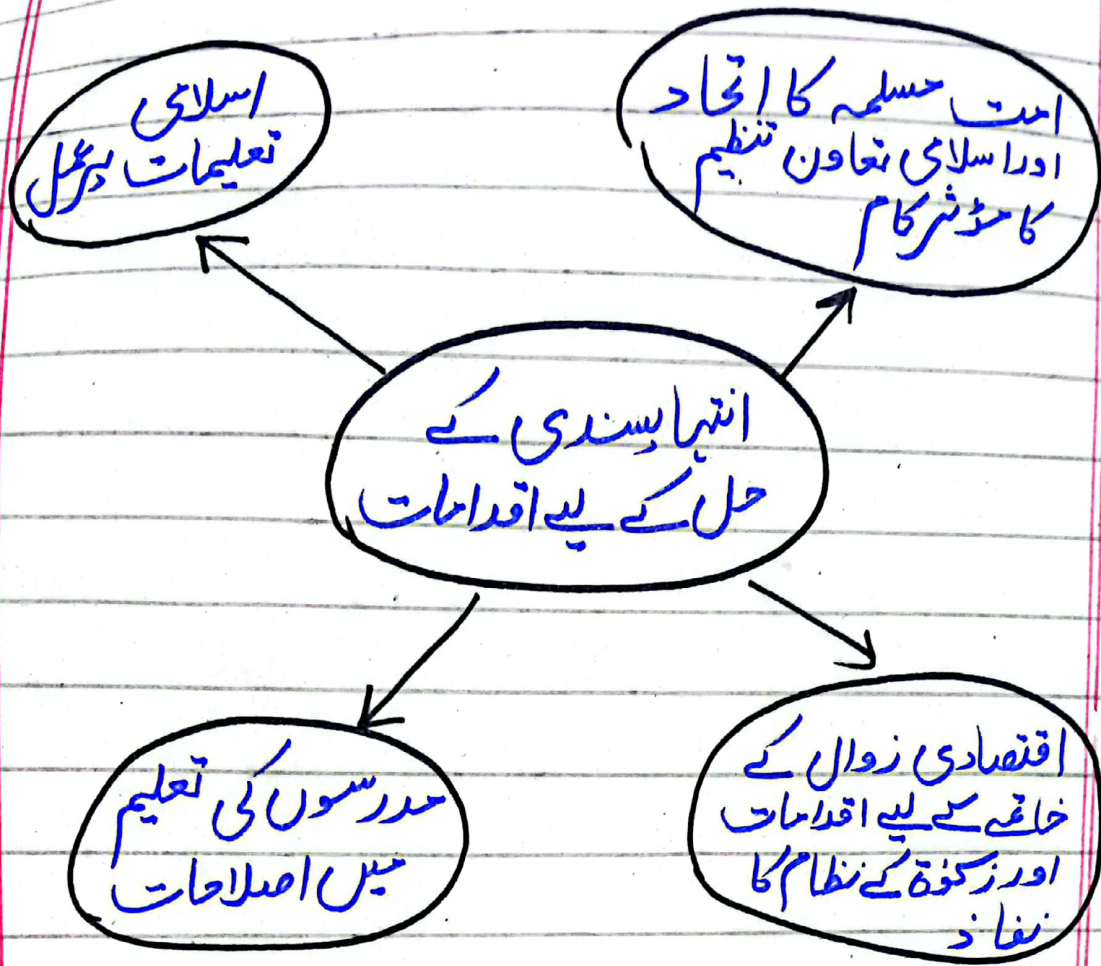 امت مسلمہ کا اتحاد
اور اسلامی تعاون تنظیم
کا مؤثر کام
اسلامی
تعلیمات پر عمل
انتہا پسندی کے
حل کے لیے اقدامات
اقتصادی زوال کے
خاتمے کے لیے اقدامات
اور زکوٰۃ کے نظام کا
نفاذ
مدرسوں کی تعلیم
میں اصلاحات